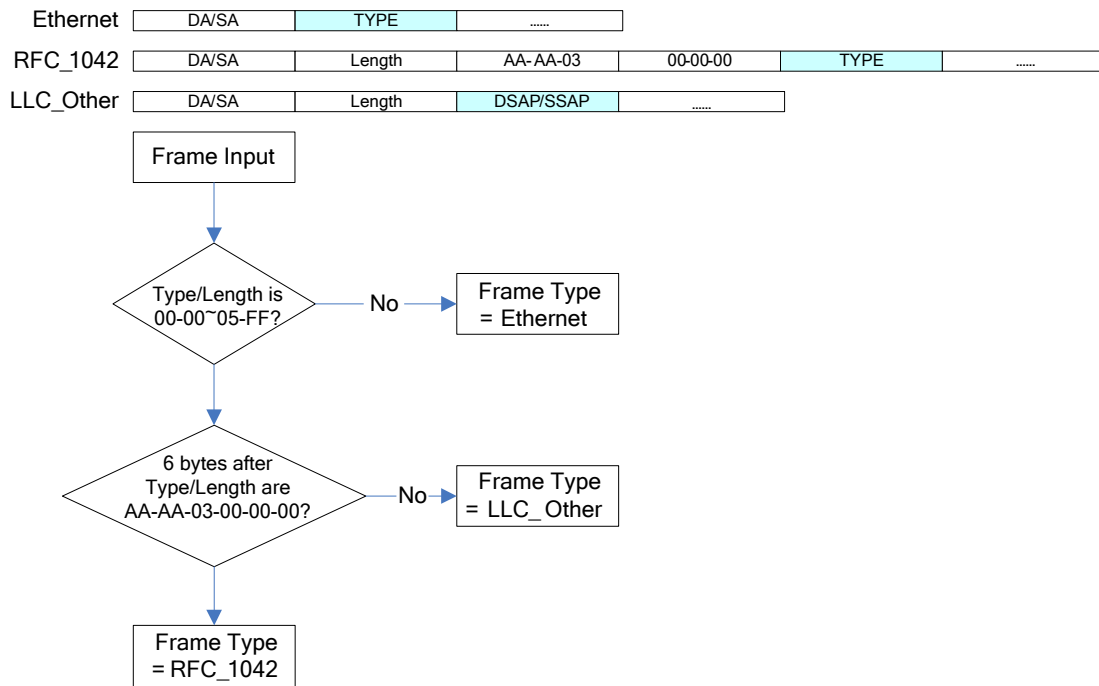 Ethernet DA/SA TYPE ......
RFC_1042 DA/SA Length AA-AA-03 00-00-00 TYPE ......
LLC_Other DA/SA Length DSAP/SSAP ......
Frame Input
Type/Length is
00-00~05-FF?
No
Frame Type
= Ethernet
6 bytes after
Type/Length are
AA-AA-03-00-00-00?
No
Frame Type
= LLC_ Other
Frame Type
= RFC_1042